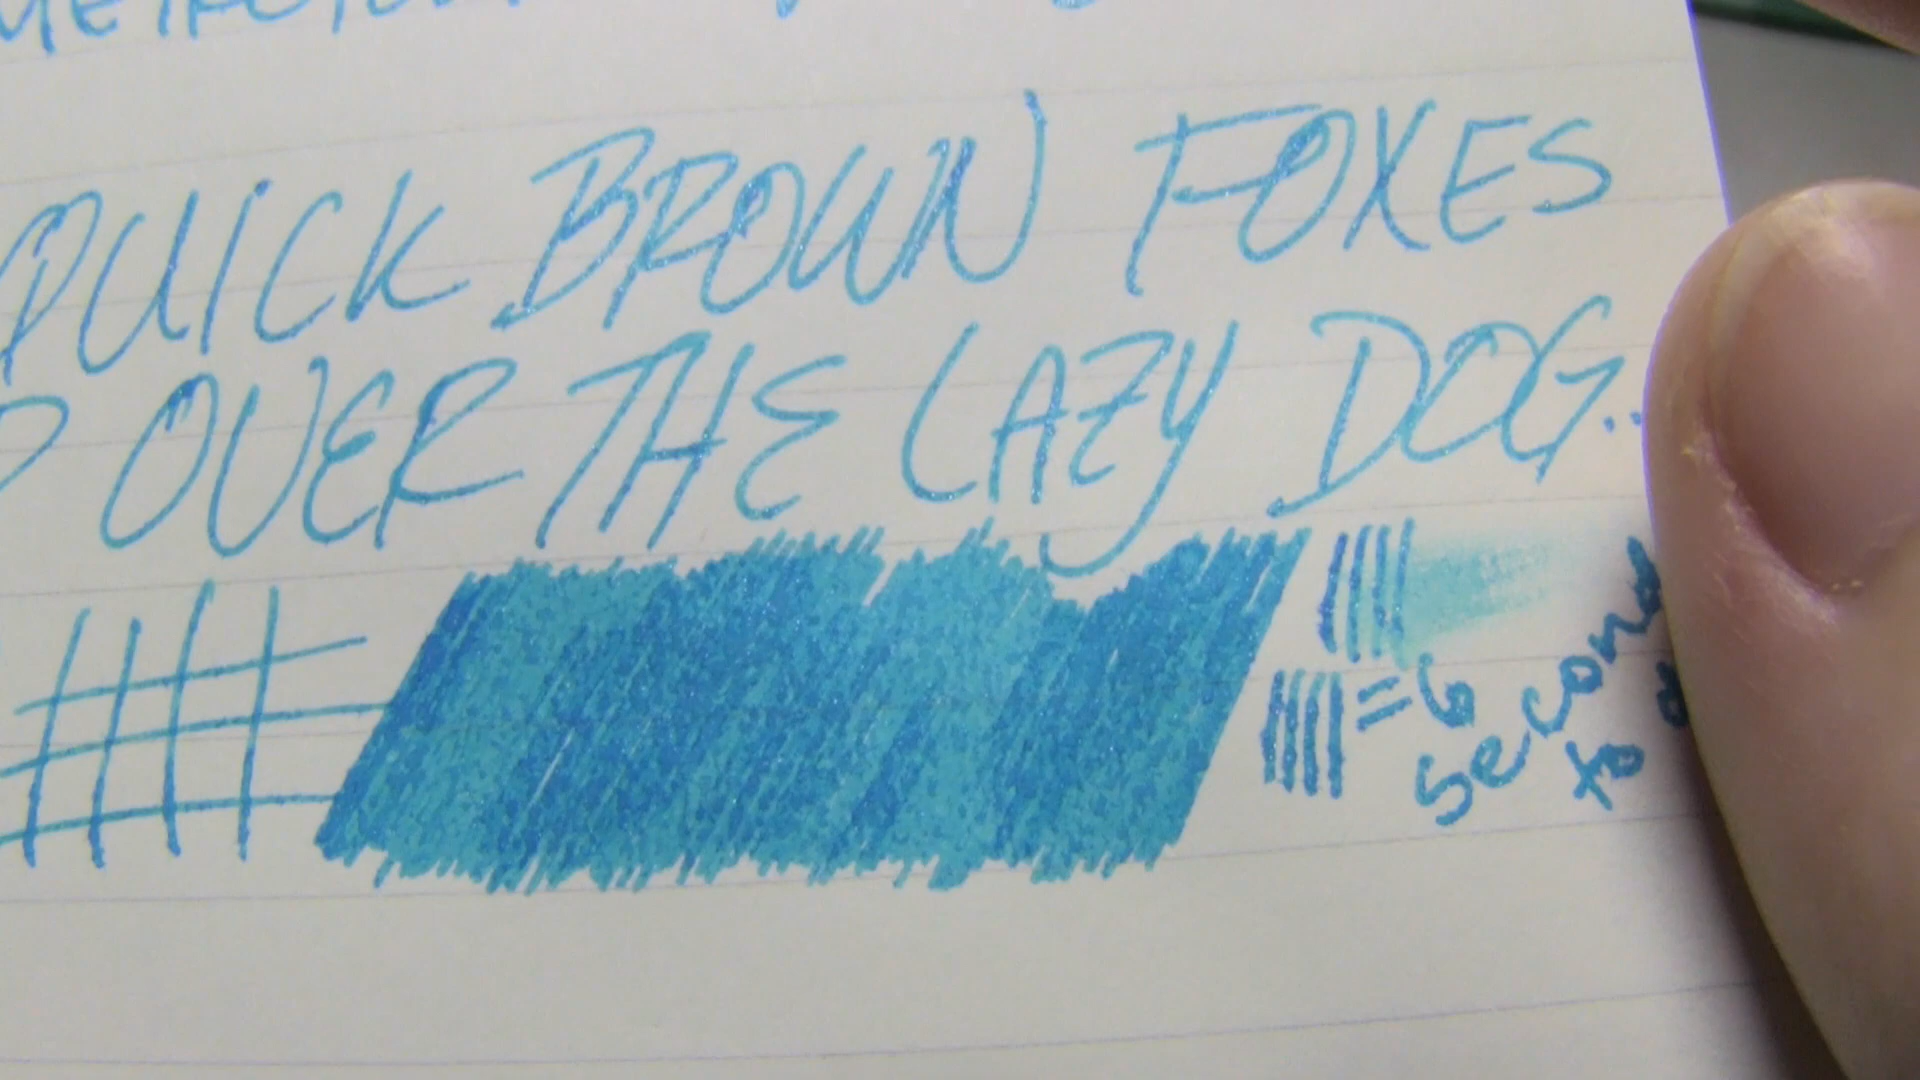 QUICK BROWN FOXES
P OVER THE LAZY DOG..
= 6
second
to